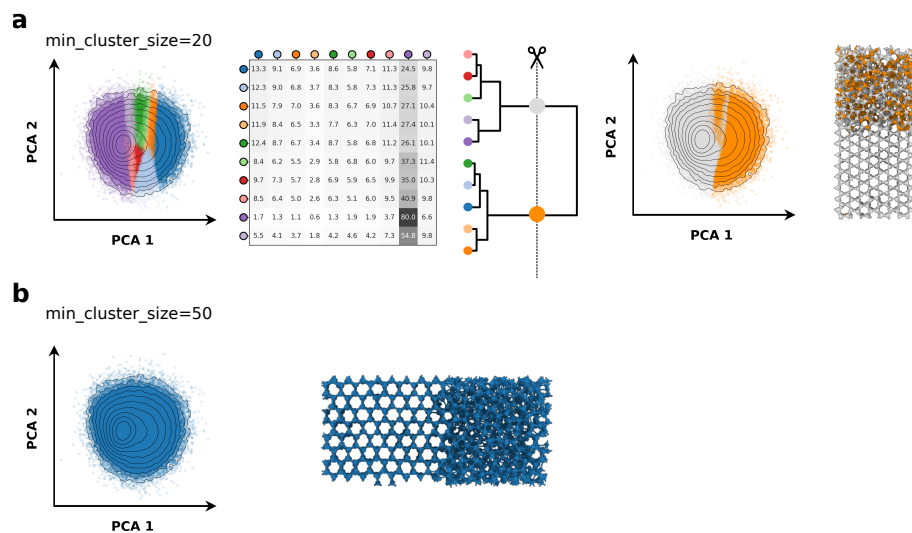 a
min_cluster_size=20
PCA 2
PCA 1
13.3 9.1 6.9 3.6 8.6 5.8 7.1 11.3 24.5 9.8
12.3 9.0 6.8 3.7 8.3 5.8 7.3 11.3 25.8 9.7
11.5 7.9 7.0 3.6 8.3 6.7 6.9 10.7 27.1 10.4
11.9 8.4 6.5 3.3 7.7 6.3 7.0 11.4 27.4 10.1
12.4 8.7 6.7 3.4 8.7 5.8 6.8 11.2 26.1 10.1
8.4 6.2 5.5 2.9 5.8 6.8 6.0 9.7 37.3 11.4
9.7 7.3 5.7 2.8 6.9 5.9 6.5 9.9 35.0 10.3
8.5 6.4 5.0 2.6 6.3 5.1 6.0 9.5 40.9 9.8
1.7 1.3 1.1 0.6 1.3 1.9 1.9 3.7 80.0 6.6
5.5 4.1 3.7 1.8 4.2 4.6 4.2 7.3 54.8 9.8
PCA 2
PCA 1
b
min_cluster_size=50
PCA 2
PCA 1